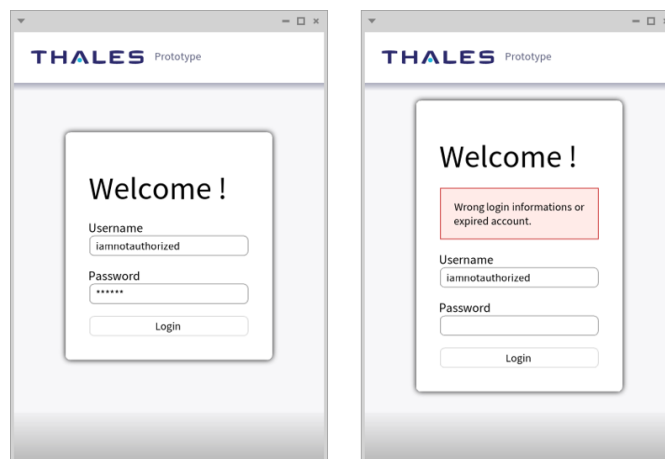 THALES Prototype
Welcome !
Username
iamnotauthorized
Password
******
Login
THALES Prototype
Welcome !
Wrong login informations or
expired account.
Username
iamnotauthorized
Password
Login